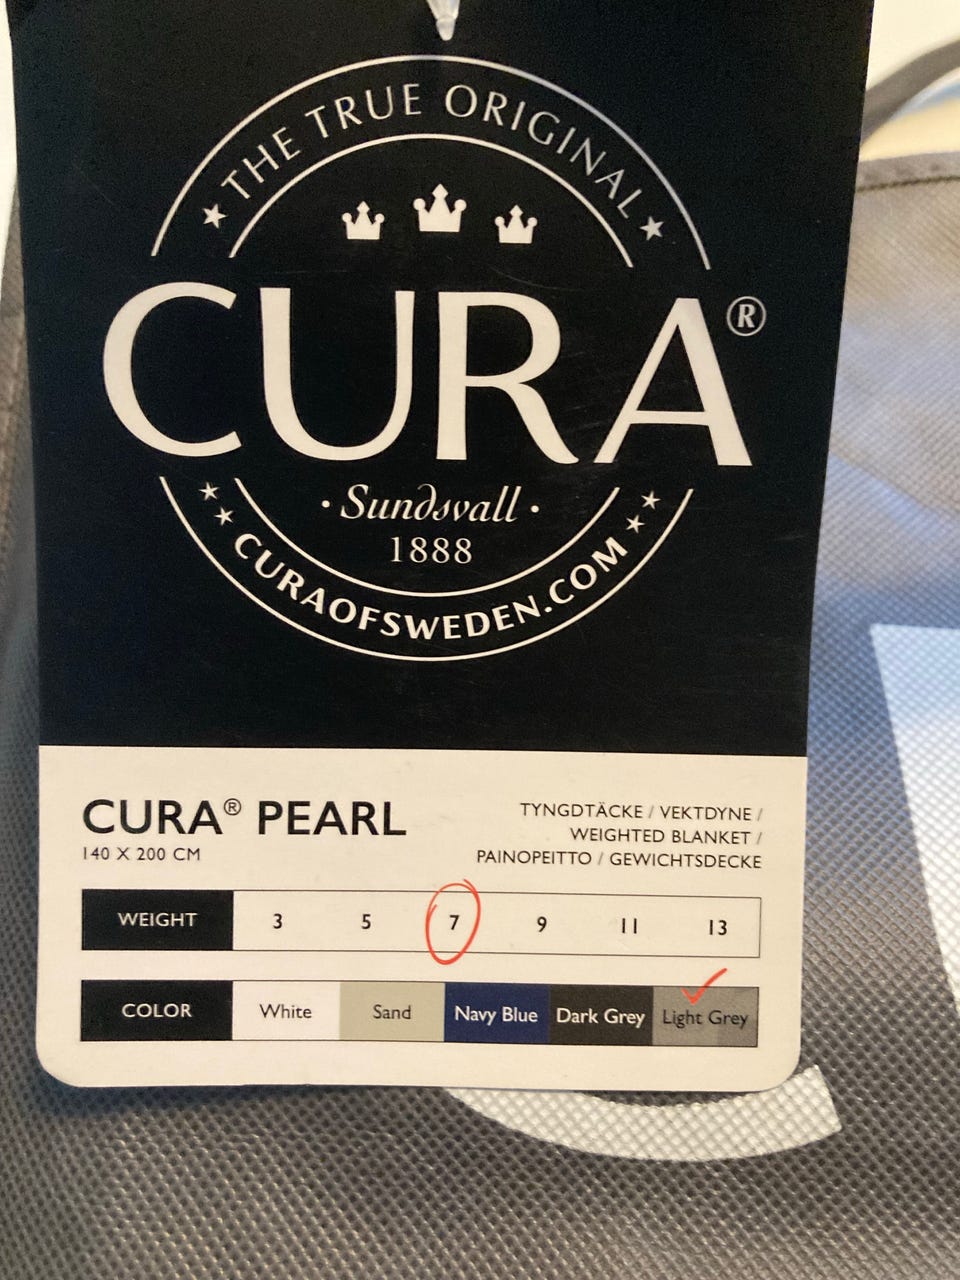 THE TRUE ORIGINAL
CURA®
Sundsvall
1888
CURAOFSWEDEN.COM
CURA® PEARL
140 X 200 CM
TYNGDTÄCKE / VEKTDYNE /
WEIGHTED BLANKET /
PAINOPEITTO / GEWICHTSDECKE
WEIGHT 3 5 7 9 11 13
COLOR White Sand Navy Blue Dark Grey Light Grey